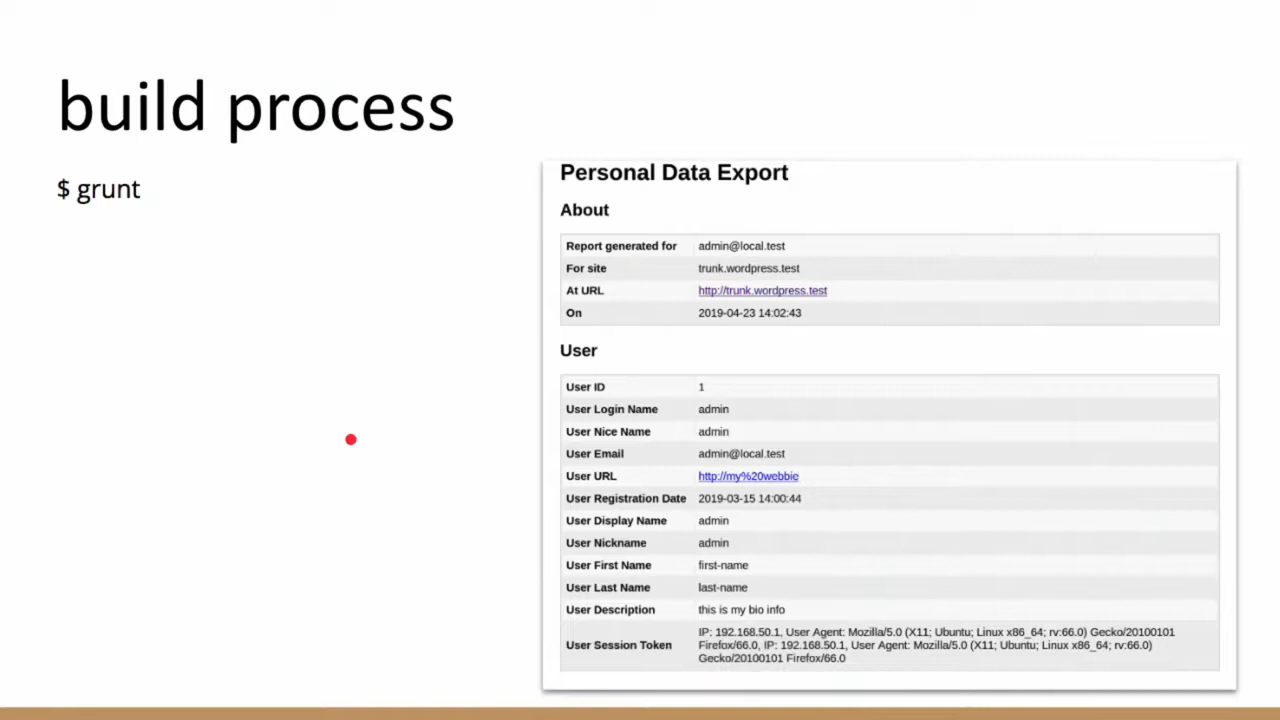 build process
$ grunt
Personal Data Export
About
Report generated for admin@local.test
For site trunk.wordpress.test
At URL http://trunk.wordpress.test
On 2019-04-23 14:02:43
User
User ID 1
User Login Name admin
User Nice Name admin
User Email admin@local.test
User URL http://my%20webbie
User Registration Date 2019-03-15 14:00:44
User Display Name admin
User Nickname admin
User First Name first-name
User Last Name last-name
User Description this is my bio info
User Session Token IP: 192.168.50.1, User Agent: Mozilla/5.0 (X11; Ubuntu; Linux x86_64; rv:66.0) Gecko/20100101
Firefox/66.0, IP: 192.168.50.1, User Agent: Mozilla/5.0 (X11; Ubuntu; Linux x86_64; rv:66.0)
Gecko/20100101 Firefox/66.0